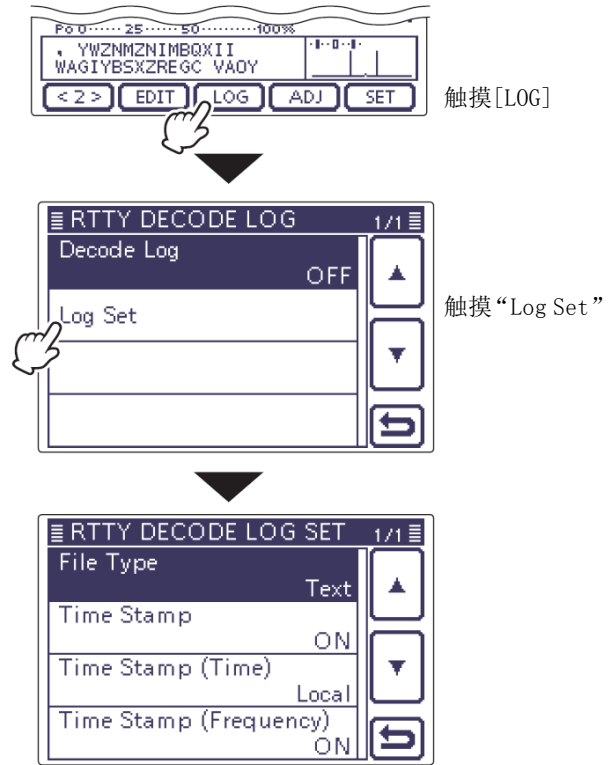 Po 0······25······50·········100%
. YWZNMZNIMBQXII
WAGIYBSXZREGC VAOY
<2> EDIT LOG ADJ SET
触摸[LOG]
RTTY DECODE LOG 1/1
Decode Log
OFF
Log Set
触摸“Log Set”
RTTY DECODE LOG SET 1/1
File Type
Text
Time Stamp
ON
Time Stamp (Time)
Local
Time Stamp (Frequency)
ON